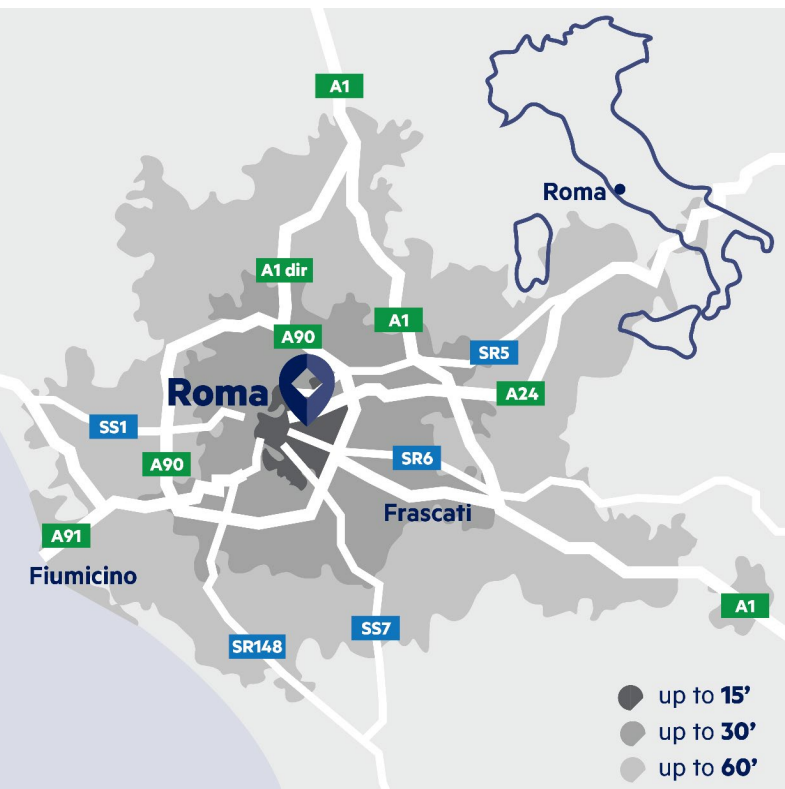 A1
Roma
A1 dir
A1
A90
SR5
Roma
A24
SS1
A90
SR6
Frascati
A91
Fiumicino
A1
SS7
SR148
up to 15’
up to 30’
up to 60’